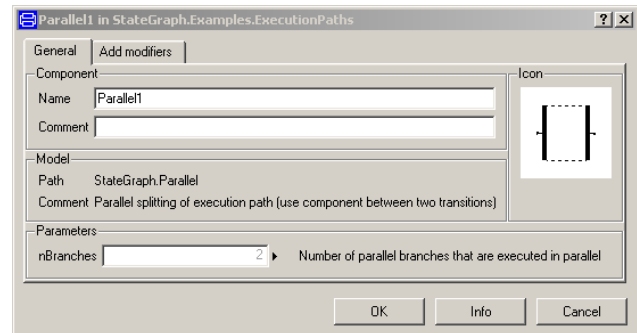 Parallel1 in StateGraph.Examples.ExecutionPaths
General Add modifiers
Component Icon
Name Parallel1
Comment
Model
Path StateGraph.Parallel
Comment Parallel splitting of execution path (use component between two transitions)
Parameters
nBranches 2 Number of parallel branches that are executed in parallel
OK Info Cancel